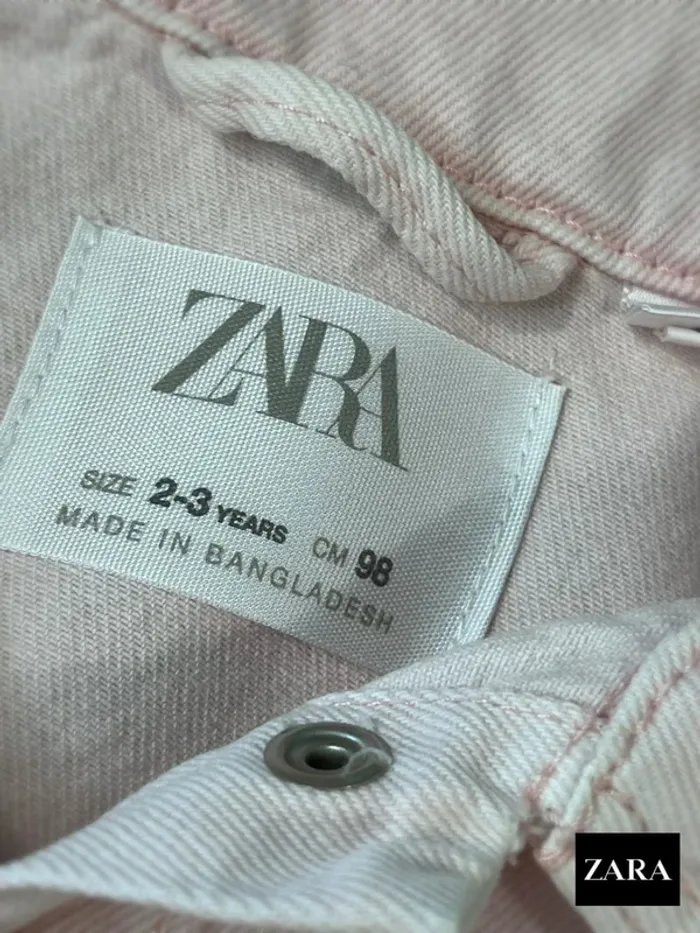 ZARA
SIZE 2-3 YEARS CM 98
MADE IN BANGLADESH
ZARA